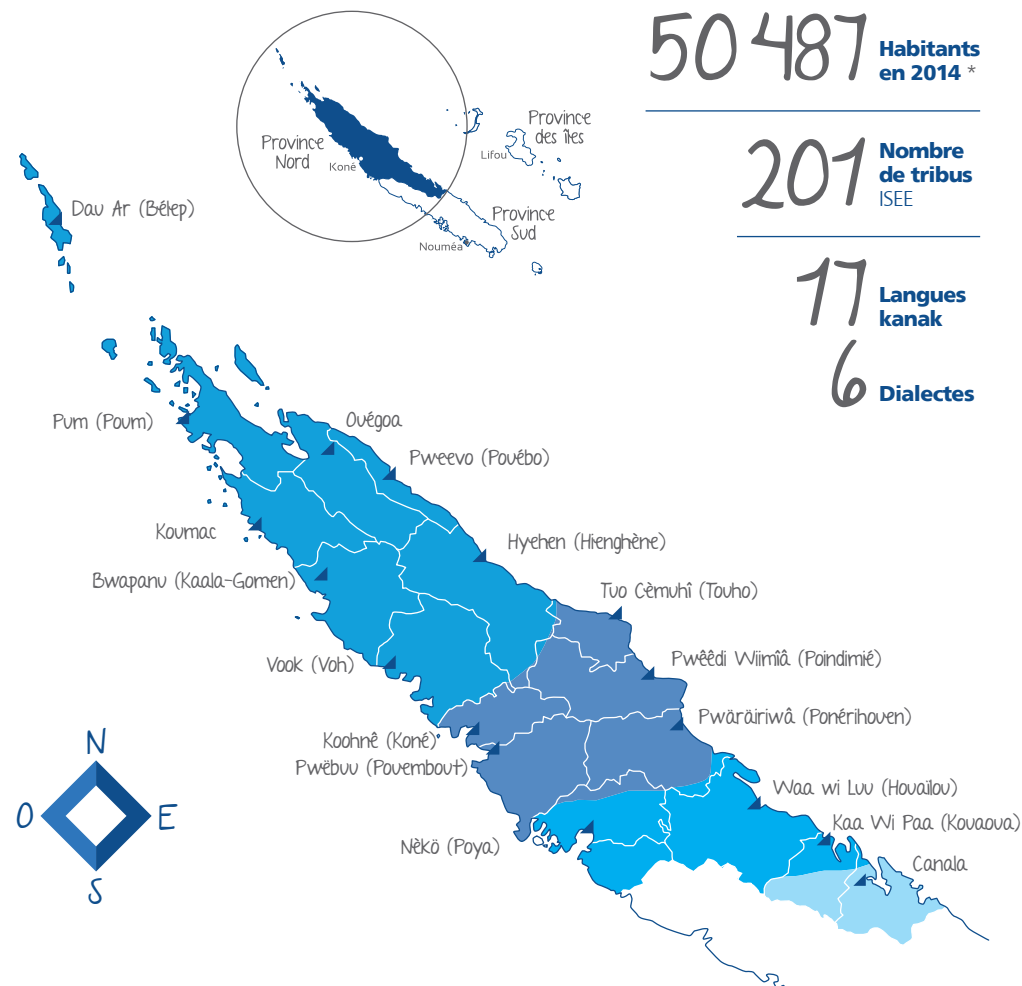 50 487
Habitants
en 2014 *
201
Nombre
de tribus
ISEE
17
Langues
kanak
6
Dialectes
Province
Nord
Koné
Province
des îles
Lifou
Province
Sud
Nouméa
Dau Ar (Bélep)
Pum (Poum)
Ouégoa
Pweevo (Pouébo)
Koumac
Hyehen (Hienghène)
Bwapanu (Kaala-Gomen)
Tuo Cèmuhî (Touho)
Vook (Voh)
Pwêêdi Wiimîâ (Poindimié)
Pwäräiriwâ (Ponérihouen)
Koohnê (Koné)
Pwëbuu (Pouembout)
Waa wi Luu (Houaïlou)
Kaa Wi Paa (Kouaoua)
Nèkö (Poya)
Canala
N
O
E
S